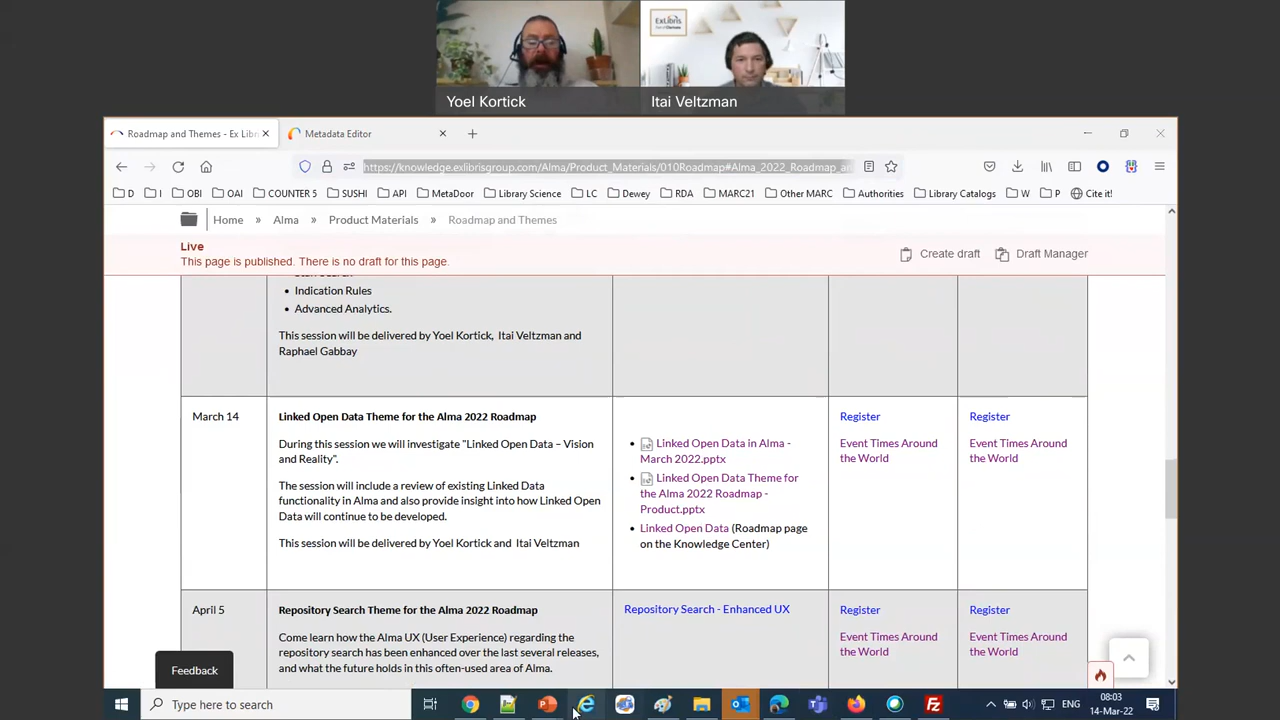 ExLibris
Yoel Kortick
Itai Veltzman
Roadmap and Themes - Ex Libri
Metadata Editor
https://knowledge.exlibrisgroup.com/Alma/Product_Materials/010Roadmap#Alma_2022_Roadmap_an
D
I
OBI
OAI
COUNTER 5
SUSHI
API
MetaDoor
Library Science
LC
Dewey
RDA
MARC21
Other MARC
Authorities
Library Catalogs
W
P
Cite it!
Home » Alma » Product Materials » Roadmap and Themes
Live
This page is published. There is no draft for this page.
Create draft
Draft Manager
• Indication Rules
• Advanced Analytics.
This session will be delivered by Yoel Kortick, Itai Veltzman and
Raphael Gabbay
March 14
Linked Open Data Theme for the Alma 2022 Roadmap
During this session we will investigate "Linked Open Data – Vision
and Reality".
The session will include a review of existing Linked Data
functionality in Alma and also provide insight into how Linked Open
Data will continue to be developed.
This session will be delivered by Yoel Kortick and Itai Veltzman
• Linked Open Data in Alma -
March 2022.pptx
• Linked Open Data Theme for
the Alma 2022 Roadmap -
Product.pptx
• Linked Open Data (Roadmap page
on the Knowledge Center)
Register
Event Times Around
the World
Register
Event Times Around
the World
April 5
Repository Search Theme for the Alma 2022 Roadmap
Come learn how the Alma UX (User Experience) regarding the
repository search has been enhanced over the last several releases,
and what the future holds in this often-used area of Alma.
Repository Search - Enhanced UX
Register
Event Times Around
the World
Register
Event Times Around
the World
Feedback
Type here to search
ENG
08:03
14-Mar-22